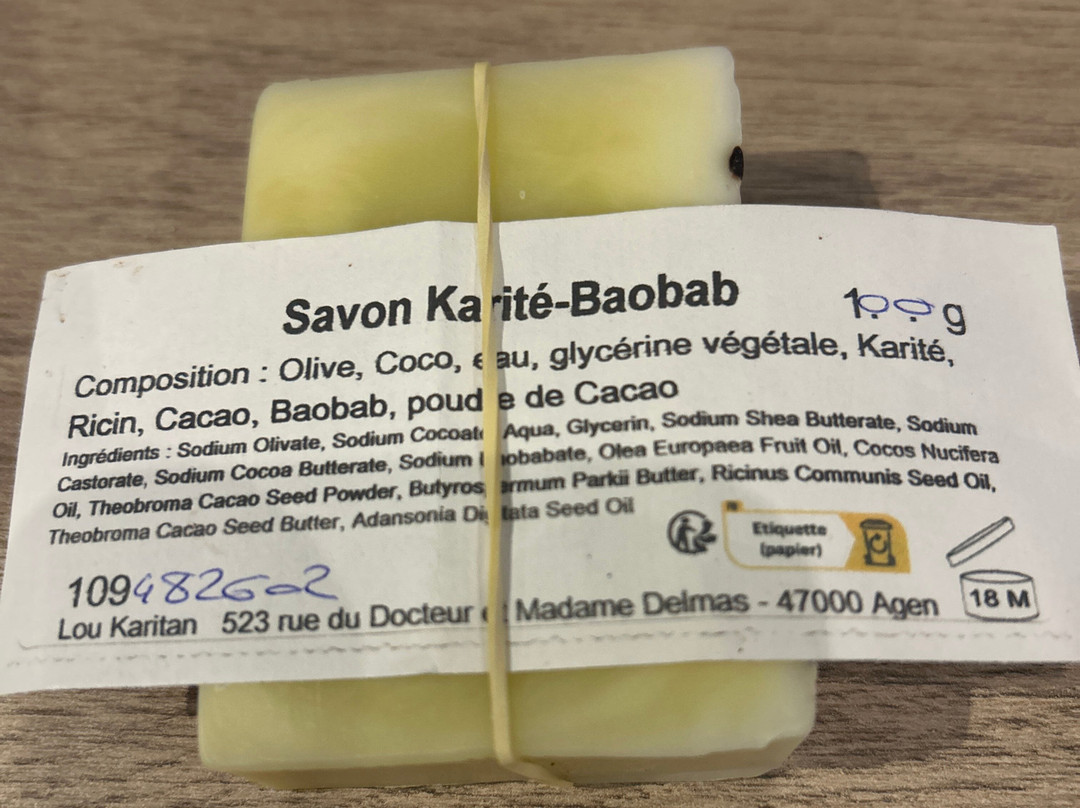 Savon Karité-Baobab 100 g
Composition : Olive, Coco, eau, glycérine végétale, Karité,
Ricin, Cacao, Baobab, poudre de Cacao
Ingrédients : Sodium Olivate, Sodium Cocoate Aqua, Glycerin, Sodium Shea Butterate, Sodium
Castorate, Sodium Cocoa Butterate, Sodium Olea Europaea Fruit Oil, Cocos Nucifera
Oil, Theobroma Cacao Seed Powder, Butyrospermum Parkii Butter, Ricinus Communis Seed Oil,
Theobroma Cacao Seed Butter, Adansonia Digitata Seed Oil
Etiquette
(papier)
18 M
109482602
Lou Karitan 523 rue du Docteur et Madame Delmas - 47000 Agen